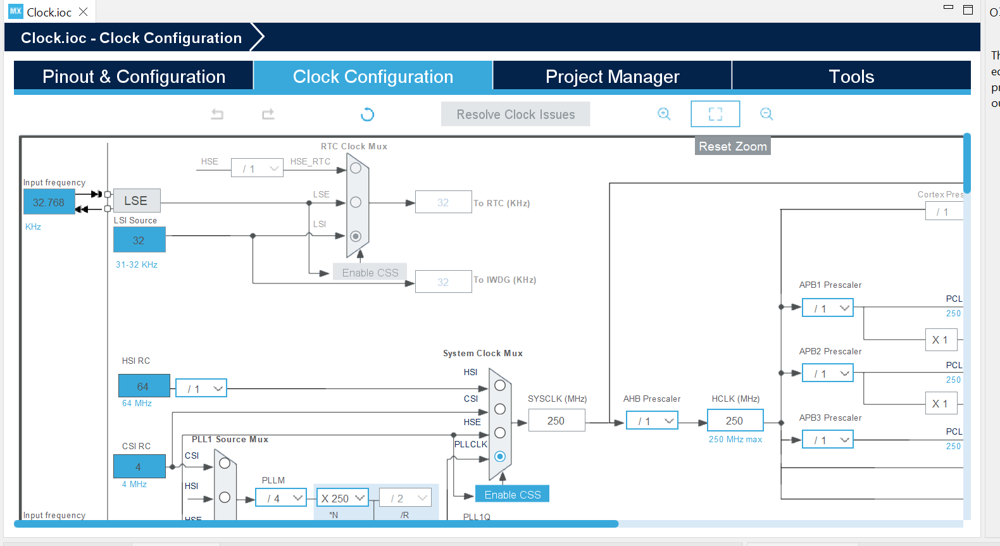 MX Clock.ioc
Clock.ioc - Clock Configuration
Pinout & Configuration
Clock Configuration
Project Manager
Tools
Resolve Clock Issues
Reset Zoom
RTC Clock Mux
HSE
/ 1
HSE_RTC
Input frequency
32.768
KHz
LSE
LSE
32
To RTC (KHz)
Cortex Pres
/ 1
LSI Source
32
31-32 KHz
LSI
Enable CSS
32
To IWDG (KHz)
APB1 Prescaler
/ 1
PCL
250
X 1
APB2 Prescaler
/ 1
PCL
250
X 1
APB3 Prescaler
/ 1
PCL
250
System Clock Mux
HSI RC
64
64 MHz
/ 1
HSI
CSI
HSE
PLLCLK
SYSCLK (MHz)
250
AHB Prescaler
/ 1
HCLK (MHz)
250
250 MHz max
Enable CSS
PLL1 Source Mux
CSI RC
4
4 MHz
CSI
HSI
HSE
PLLM
/ 4
X 250
*N
/ 2
/R
PLL1Q
Input frequency